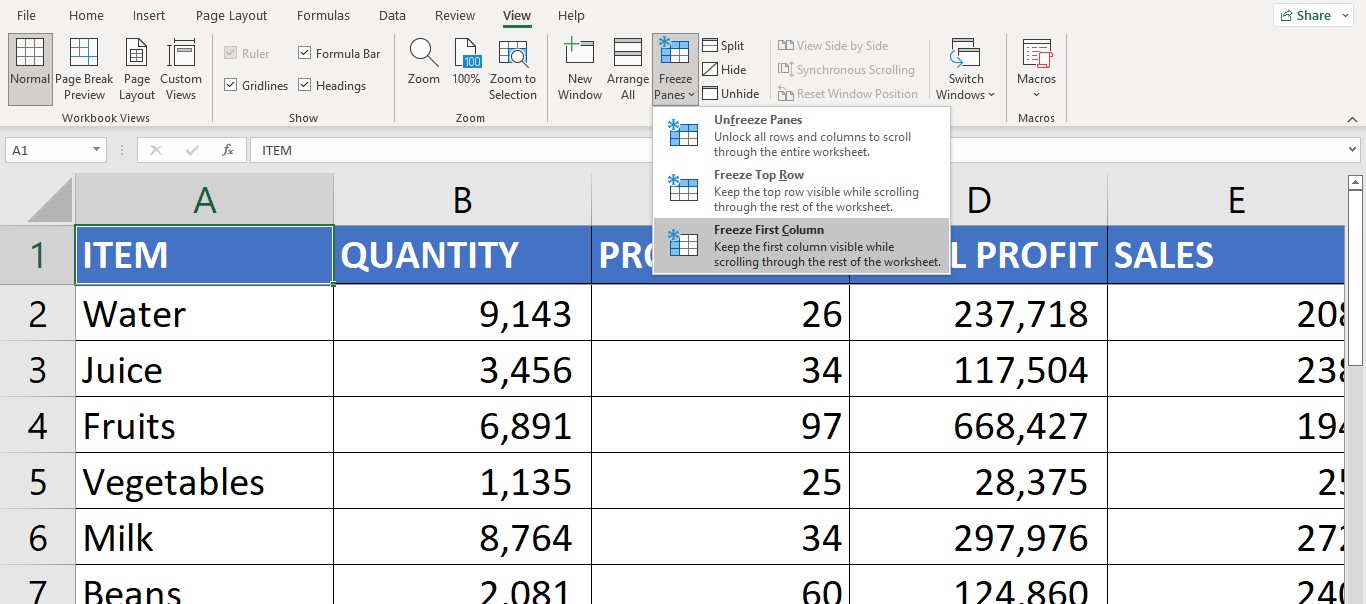 File Home Insert Page Layout Formulas Data Review View Help Share
Normal Page Break Preview Page Layout Custom Views
Workbook Views
Ruler Formula Bar
Gridlines Headings
Show
Zoom 100 100% Zoom to Selection
Zoom
New Window Arrange All Freeze Panes
Split
Hide
Unhide
View Side by Side
Synchronous Scrolling
Reset Window Position
Switch Windows
Macros
Macros
Unfreeze Panes
Unlock all rows and columns to scroll
through the entire worksheet.
Freeze Top Row
Keep the top row visible while scrolling
through the rest of the worksheet.
Freeze First Column
Keep the first column visible while
scrolling through the rest of the worksheet.
A1 fx ITEM
A B D E
1 ITEM QUANTITY PRO L PROFIT SALES
2 Water 9,143 26 237,718 208
3 Juice 3,456 34 117,504 238
4 Fruits 6,891 97 668,427 194
5 Vegetables 1,135 25 28,375 25
6 Milk 8,764 34 297,976 272
7 Beans 2,081 60 124,860 240